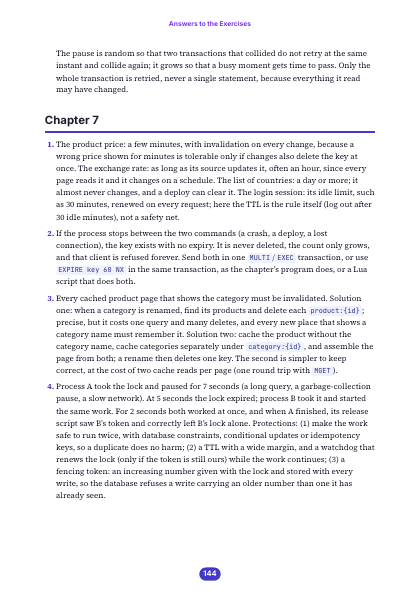 Answers to the Exercises
The pause is random so that two transactions that collided do not retry at the same
instant and collide again; it grows so that a busy moment gets time to pass. Only the
whole transaction is retried, never a single statement, because everything it read
may have changed.
Chapter 7
1. The product price: a few minutes, with invalidation on every change, because a
wrong price shown for minutes is tolerable only if changes also delete the key at
once. The exchange rate: as long as its source updates it, often an hour, since every
page reads it and it changes on a schedule. The list of countries: a day or more; it
almost never changes, and a deploy can clear it. The login session: its idle limit, such
as 30 minutes, renewed on every request; here the TTL is the rule itself (log out after
30 idle minutes), not a safety net.
2. If the process stops between the two commands (a crash, a deploy, a lost
connection), the key exists with no expiry. It is never deleted, the count only grows,
and that client is refused forever. Send both in one MULTI/EXEC transaction, or use
EXPIRE key 60 NX in the same transaction, as the chapter's program does, or a Lua
script that does both.
3. Every cached product page that shows the category must be invalidated. Solution
one: when a category is renamed, find its products and delete each product:{id};
precise, but it costs one query and many deletes, and every new place that shows a
category name must remember it. Solution two: cache the product without the
category name, cache categories separately under category:{id}, and assemble the
page from both; a rename then deletes one key. The second is simpler to keep
correct, at the cost of two cache reads per page (one round trip with MGET).
4. Process A took the lock and paused for 7 seconds (a long query, a garbage-collection
pause, a slow network). At 5 seconds the lock expired; process B took it and started
the same work. For 2 seconds both worked at once, and when A finished, its release
script saw B's token and correctly left B's lock alone. Protections: (1) make the work
safe to run twice, with database constraints, conditional updates or idempotency
keys, so a duplicate does no harm; (2) a TTL with a wide margin, and a watchdog that
renews the lock (only if the token is still ours) while the work continues; (3) a
fencing token: an increasing number given with the lock and stored with every
write, so the database refuses a write carrying an older number than one it has
already seen.
144